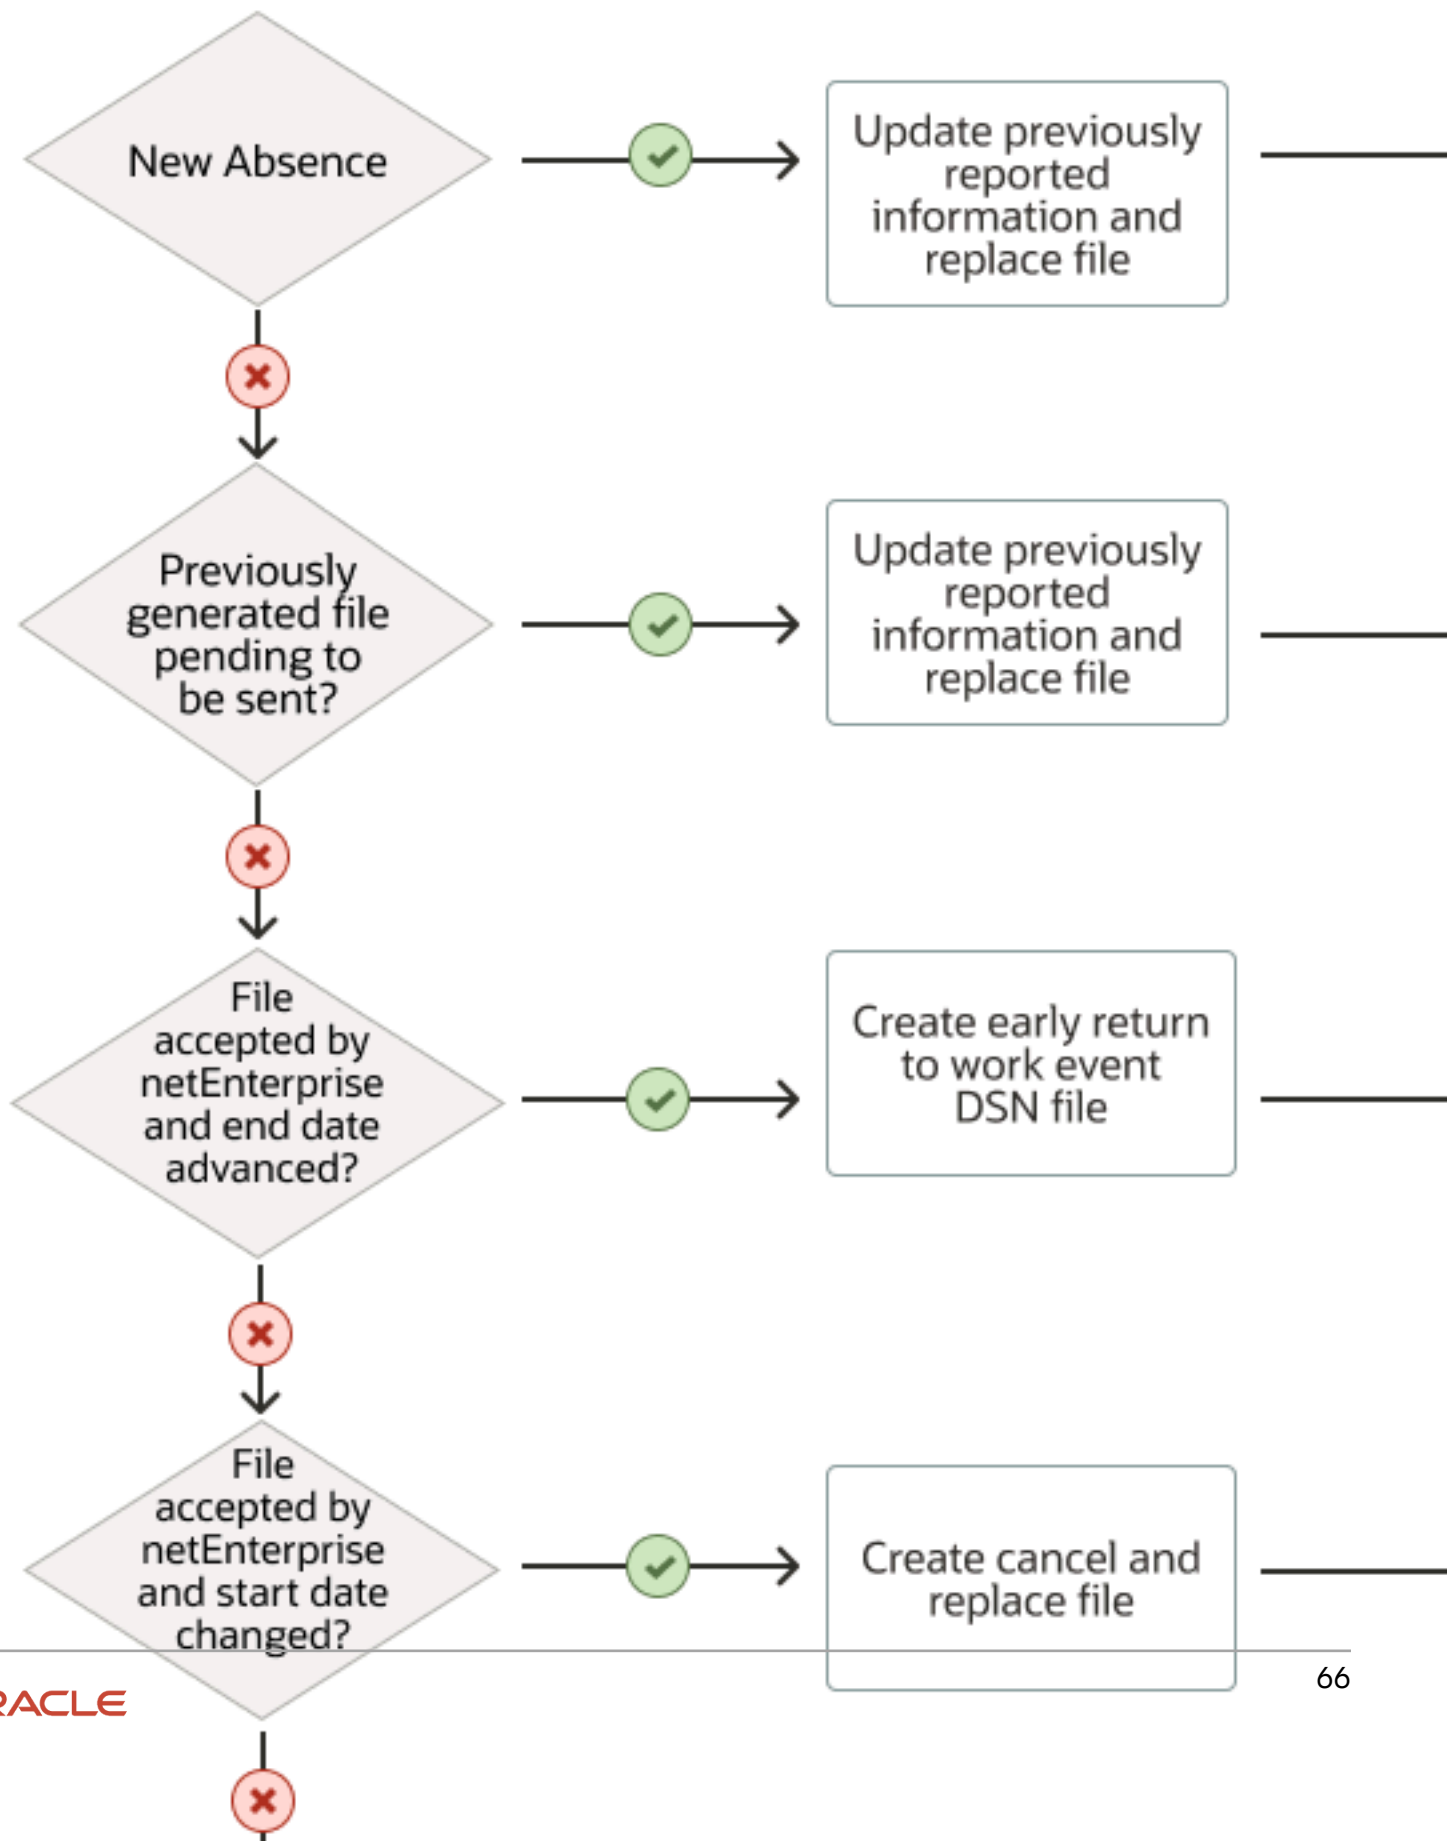 New Absence
Update previously
reported
information and
replace file
Previously
generated file
pending to
be sent?
Update previously
reported
information and
replace file
File
accepted by
netEnterprise
and end date
advanced?
Create early return
to work event
DSN file
File
accepted by
netEnterprise
and start date
changed?
Create cancel and
replace file
66
RACLE